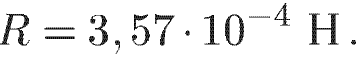 R = 3,57 · 10⁻⁴ Н.